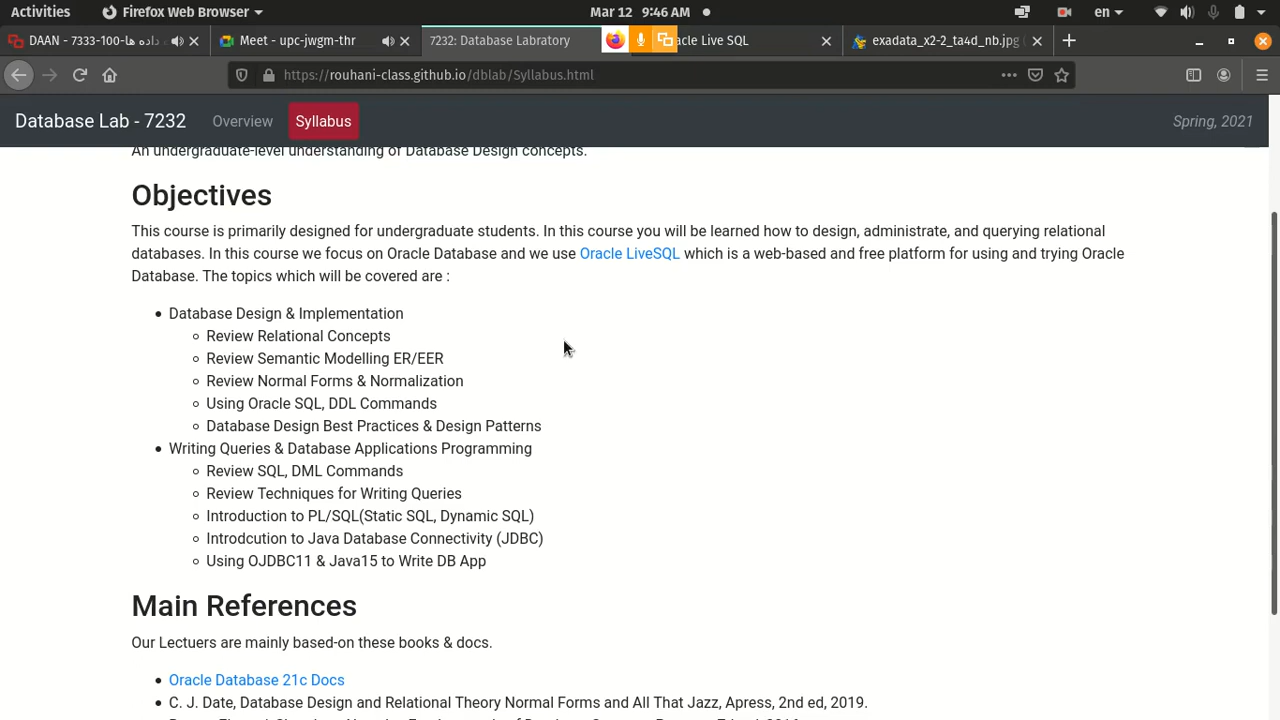 Activities
Firefox Web Browser
Mar 12 9:46 AM
en
DAAN - 7333-100-داده ها
Meet - upc-jwgm-thr
7232: Database Labratory
acle Live SQL
exadata_x2-2_ta4d_nb.jpg (
https://rouhani-class.github.io/dblab/Syllabus.html
Database Lab - 7232
Overview
Syllabus
Spring, 2021
An undergraduate-level understanding of Database Design concepts.
Objectives
This course is primarily designed for undergraduate students. In this course you will be learned how to design, administrate, and querying relational
databases. In this course we focus on Oracle Database and we use Oracle LiveSQL which is a web-based and free platform for using and trying Oracle
Database. The topics which will be covered are :
Database Design & Implementation
Review Relational Concepts
Review Semantic Modelling ER/EER
Review Normal Forms & Normalization
Using Oracle SQL, DDL Commands
Database Design Best Practices & Design Patterns
Writing Queries & Database Applications Programming
Review SQL, DML Commands
Review Techniques for Writing Queries
Introduction to PL/SQL(Static SQL, Dynamic SQL)
Introdcution to Java Database Connectivity (JDBC)
Using OJDBC11 & Java15 to Write DB App
Main References
Our Lectuers are mainly based-on these books & docs.
Oracle Database 21c Docs
C. J. Date, Database Design and Relational Theory Normal Forms and All That Jazz, Apress, 2nd ed, 2019.